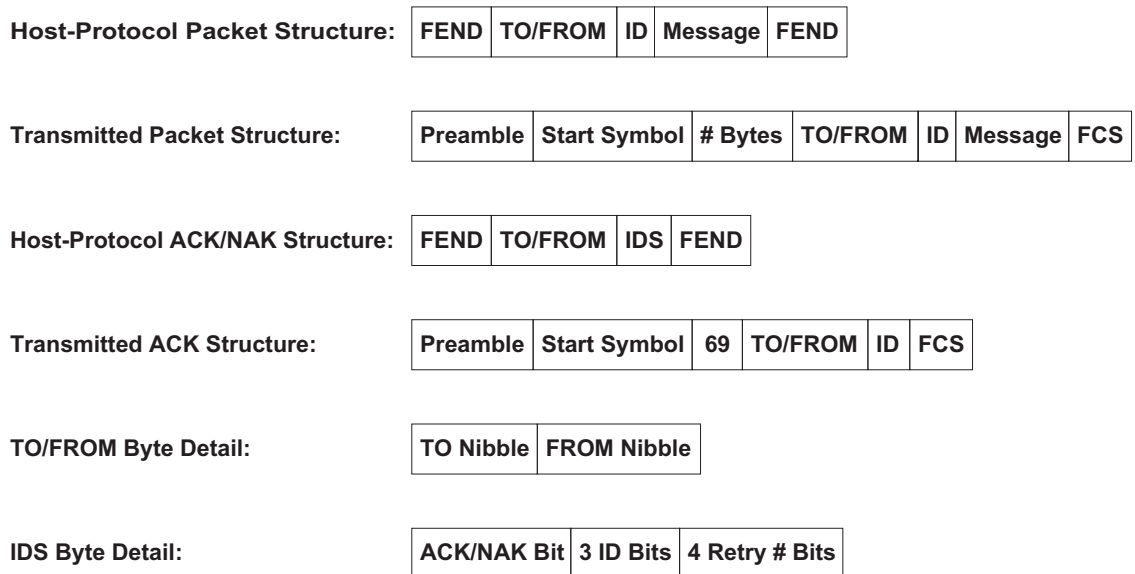 Host-Protocol Packet Structure: FEND TO/FROM ID Message FEND
Transmitted Packet Structure: Preamble Start Symbol # Bytes TO/FROM ID Message FCS
Host-Protocol ACK/NAK Structure: FEND TO/FROM IDS FEND
Transmitted ACK Structure: Preamble Start Symbol 69 TO/FROM ID FCS
TO/FROM Byte Detail: TO Nibble FROM Nibble
IDS Byte Detail: ACK/NAK Bit 3 ID Bits 4 Retry # Bits